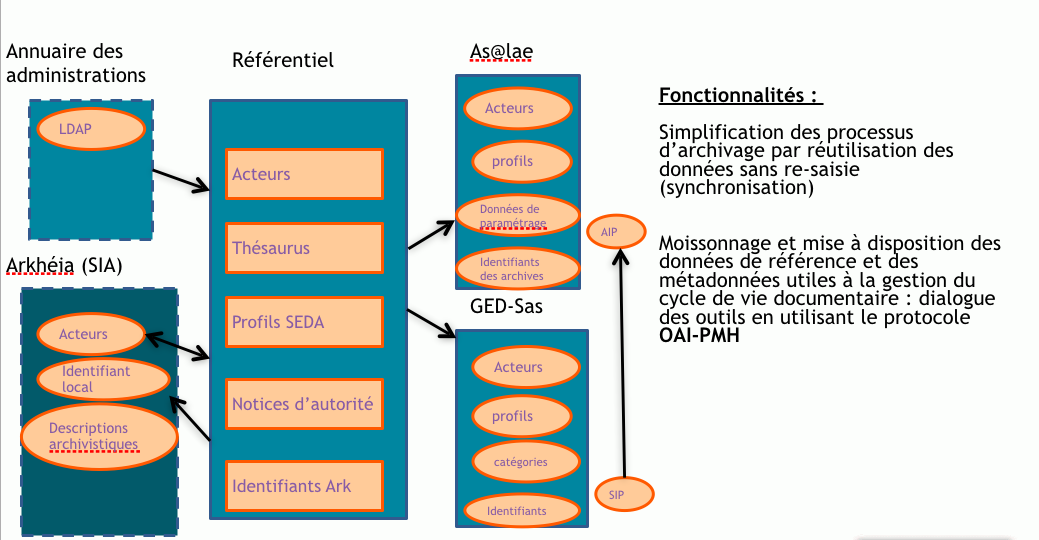 Annuaire des
administrations
LDAP
Arkhéia (SIA)
Acteurs
Identifiant
local
Descriptions
archivistiques
Référentiel
Acteurs
Thésaurus
Profils SEDA
Notices d'autorité
Identifiants Ark
As@lae
Acteurs
profils
Données de
paramétrage
Identifiants
des archives
GED-Sas
Acteurs
profils
catégories
Identifiants
AIP
SIP
Fonctionnalités :
Simplification des processus
d'archivage par réutilisation des
données sans re-saisie
(synchronisation)
Moissonnage et mise à disposition des
données de référence et des
métadonnées utiles à la gestion du
cycle de vie documentaire : dialogue
des outils en utilisant le protocole
OAI-PMH